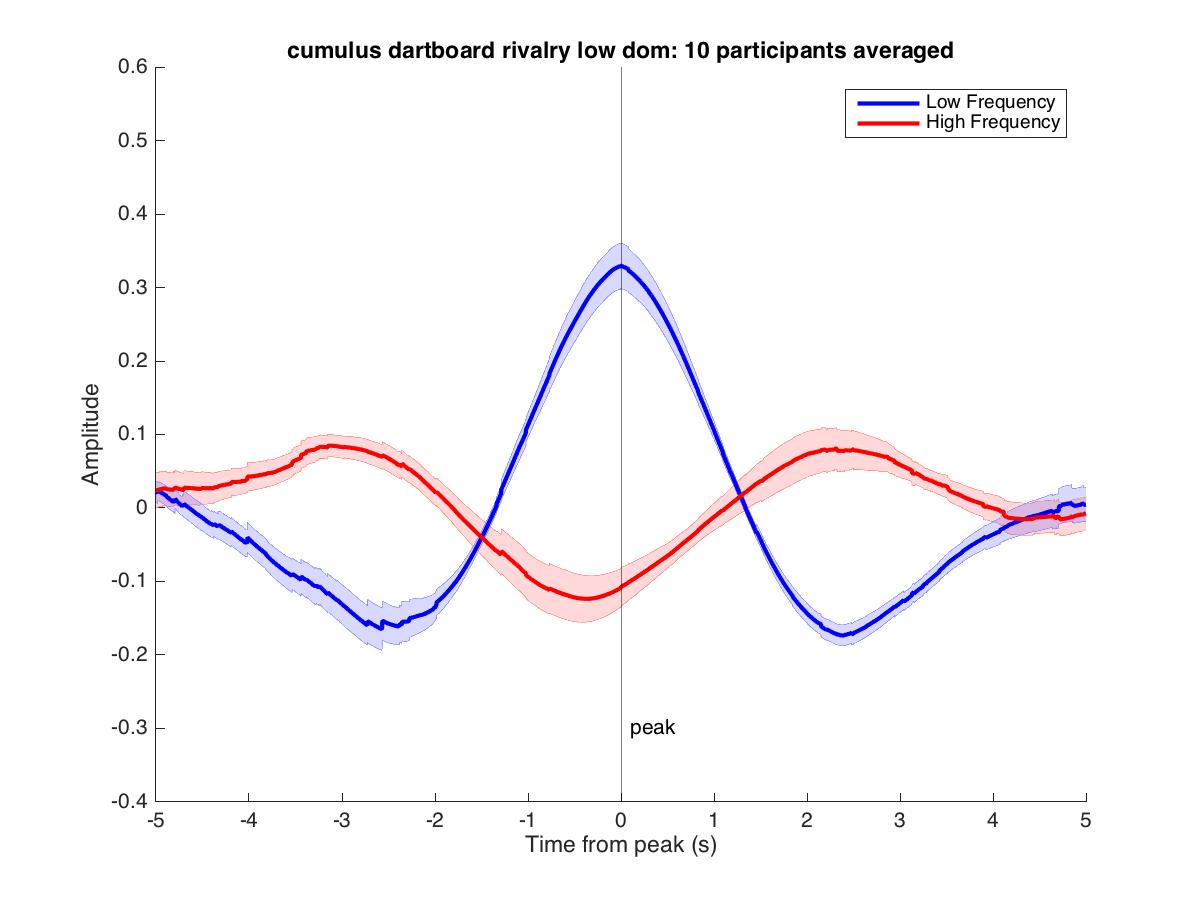 cumulus dartboard rivalry low dom: 10 participants averaged
Low Frequency
High Frequency
Amplitude
0.6
0.5
0.4
0.3
0.2
0.1
0
-0.1
-0.2
-0.3
-0.4
peak
-5 -4 -3 -2 -1 0 1 2 3 4 5
Time from peak (s)